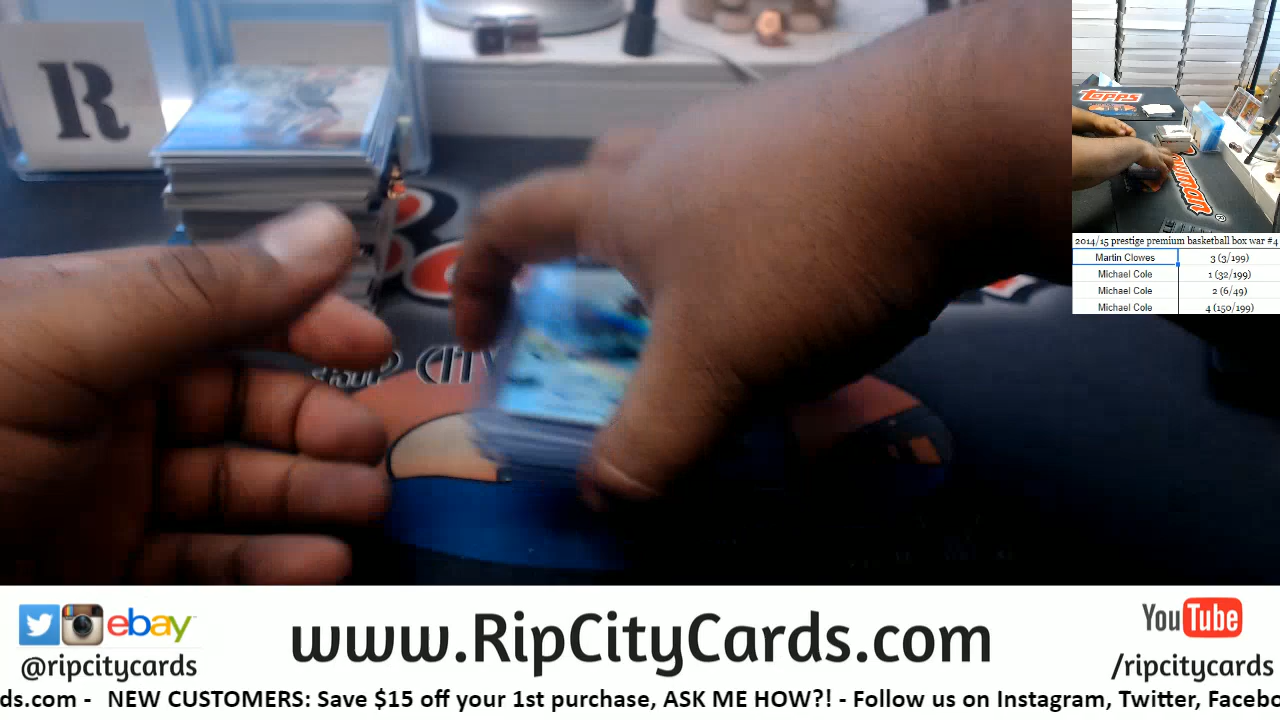 R
Topps
2014/15 prestige premium basketball box war #4
Martin Clowes 3 (3/199)
Michael Cole 1 (32/199)
Michael Cole 2 (6/49)
Michael Cole 4 (150/199)
CITY
ebay
@ripcitycards
www.RipCityCards.com
YouTube
/ripcitycards
ds.com - NEW CUSTOMERS: Save $15 off your 1st purchase, ASK ME HOW?! - Follow us on Instagram, Twitter, Facebo